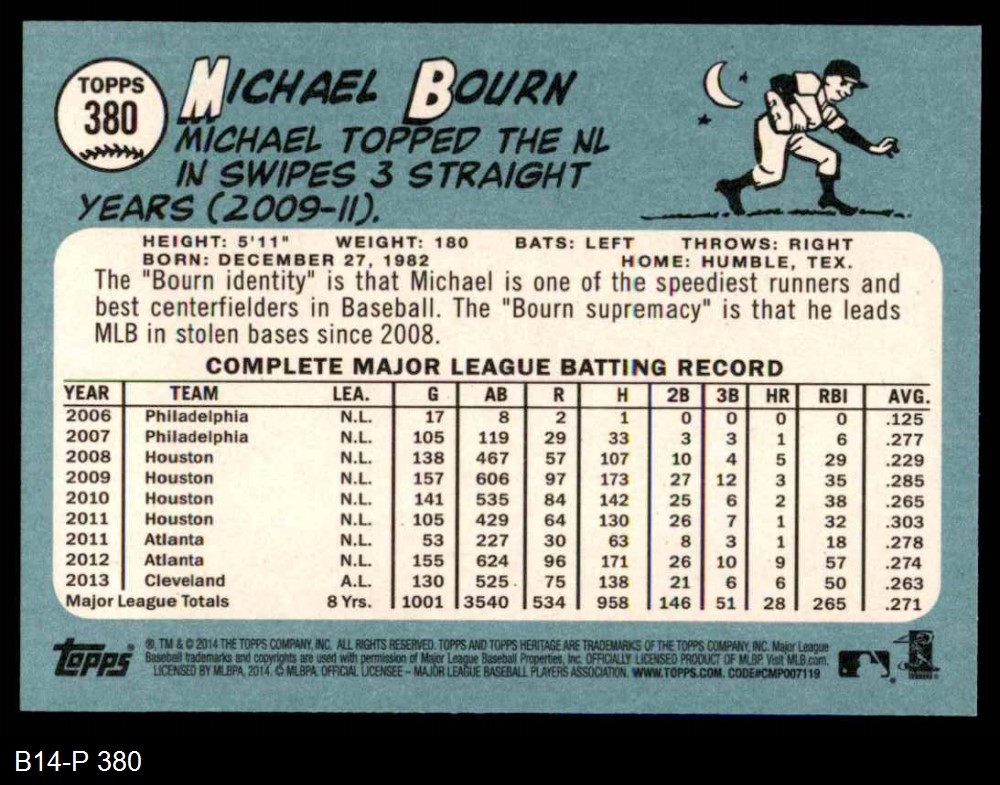 TOPPS
380
MICHAEL BOURN
MICHAEL TOPPED THE NL
IN SWIPES 3 STRAIGHT
YEARS (2009-11).
HEIGHT: 5'11" WEIGHT: 180 BATS: LEFT THROWS: RIGHT
BORN: DECEMBER 27, 1982 HOME: HUMBLE, TEX.
The "Bourn identity" is that Michael is one of the speediest runners and
best centerfielders in Baseball. The "Bourn supremacy" is that he leads
MLB in stolen bases since 2008.
COMPLETE MAJOR LEAGUE BATTING RECORD
YEAR TEAM LEA. G AB R H 2B 3B HR RBI AVG.
2006 Philadelphia N.L. 17 8 2 1 0 0 0 0 .125
2007 Philadelphia N.L. 105 119 29 33 3 3 1 6 .277
2008 Houston N.L. 138 467 57 107 10 4 5 29 .229
2009 Houston N.L. 157 606 97 173 27 12 3 35 .285
2010 Houston N.L. 141 535 84 142 25 6 2 38 .265
2011 Houston N.L. 105 429 64 130 26 7 1 32 .303
2011 Atlanta N.L. 53 227 30 63 8 3 1 18 .278
2012 Atlanta N.L. 155 624 96 171 26 10 9 57 .274
2013 Cleveland A.L. 130 525 75 138 21 6 6 50 .263
Major League Totals 8 Yrs. 1001 3540 534 958 146 51 28 265 .271
topps
®, TM & © 2014 THE TOPPS COMPANY, INC. ALL RIGHTS RESERVED. TOPPS AND TOPPS HERITAGE ARE TRADEMARKS OF THE TOPPS COMPANY, INC. Major League
Baseball trademarks and copyrights are used with permission of Major League Baseball Properties, Inc. OFFICIALLY LICENSED PRODUCT OF MLBP Visit MLB.com.
LICENSED BY MLBPA, 2014. © MLBPA. OFFICIAL LICENSEE – MAJOR LEAGUE BASEBALL PLAYERS ASSOCIATION. WWW.TOPPS.COM. CODE#CMP007119
B14-P 380